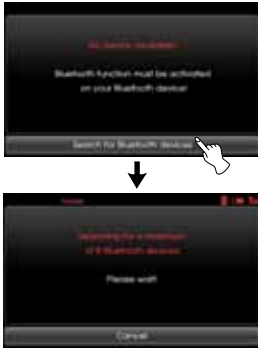 No device available!
Bluetooth function must be activated
on your Bluetooth device!
Search for Bluetooth devices
Searching for a maximum
of 8 Bluetooth devices
Please wait!
Cancel